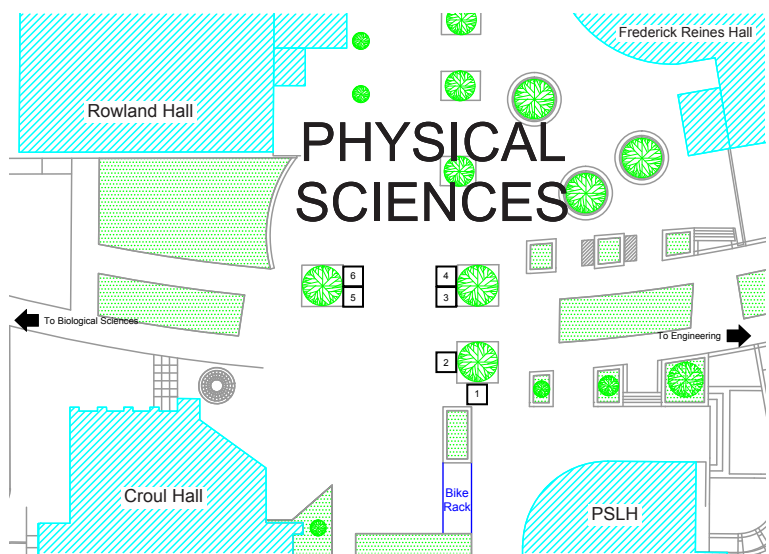 Frederick Reines Hall
Rowland Hall
PHYSICAL
SCIENCES
6
4
5
3
To Biological Sciences
To Engineering
2
1
Croul Hall
Bike
Rack
PSLH